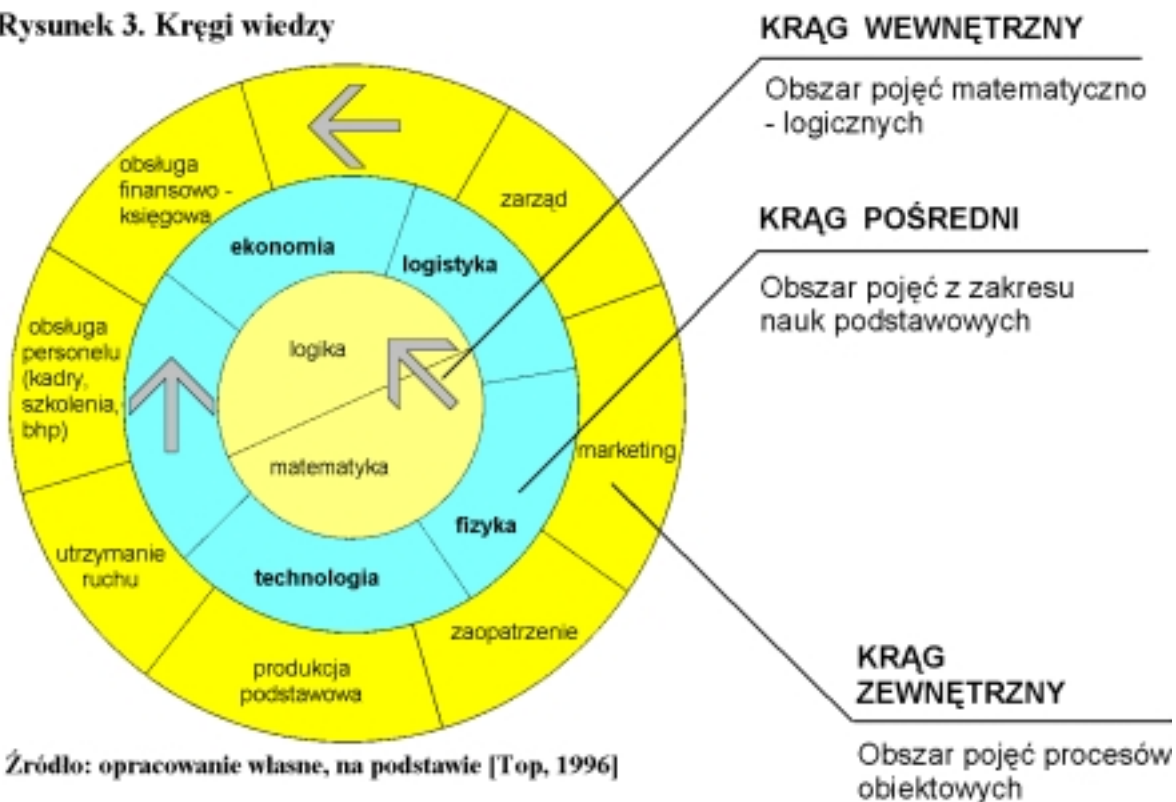 Rysunek 3. Kręgi wiedzy
KRĄG WEWNĘTRZNY
Obszar pojęć matematyczno
- logicznych
KRĄG POŚREDNI
Obszar pojęć z zakresu
nauk podstawowych
KRĄG
ZEWNĘTRZNY
Obszar pojęć procesów
obiektowych
obsługa
finansowo -
księgowa
zarząd
ekonomia
logistyka
obsługa
personelu
(kadry,
szkolenia,
bhp)
logika
matematyka
marketing
fizyka
technologia
utrzymanie
ruchu
zaopatrzenie
produkcja
podstawowa
Źródło: opracowanie własne, na podstawie [Top, 1996]